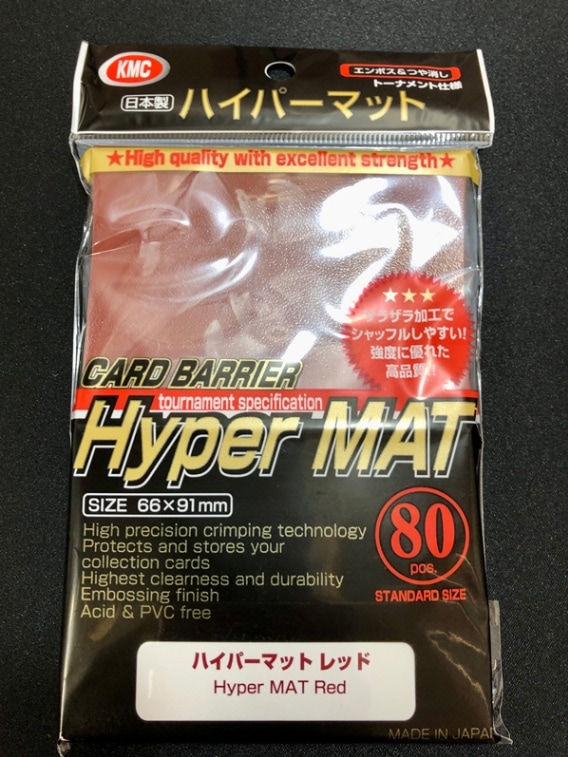 KMC
エンボス&つや消し
トーナメント仕様
日本製 ハイパーマット
★High quality with excellent strength★
★★★
ザラザラ加工で
シャッフルしやすい!
強度に優れた
高品質!!
CARD BARRIER
tournament specification
Hyper MAT
SIZE 66×91mm
80
pcs.
STANDARD SIZE
High precision crimping technology
Protects and stores your
collection cards
Highest clearness and durability
Embossing finish
Acid & PVC free
ハイパーマット レッド
Hyper MAT Red
MADE IN JAPAN